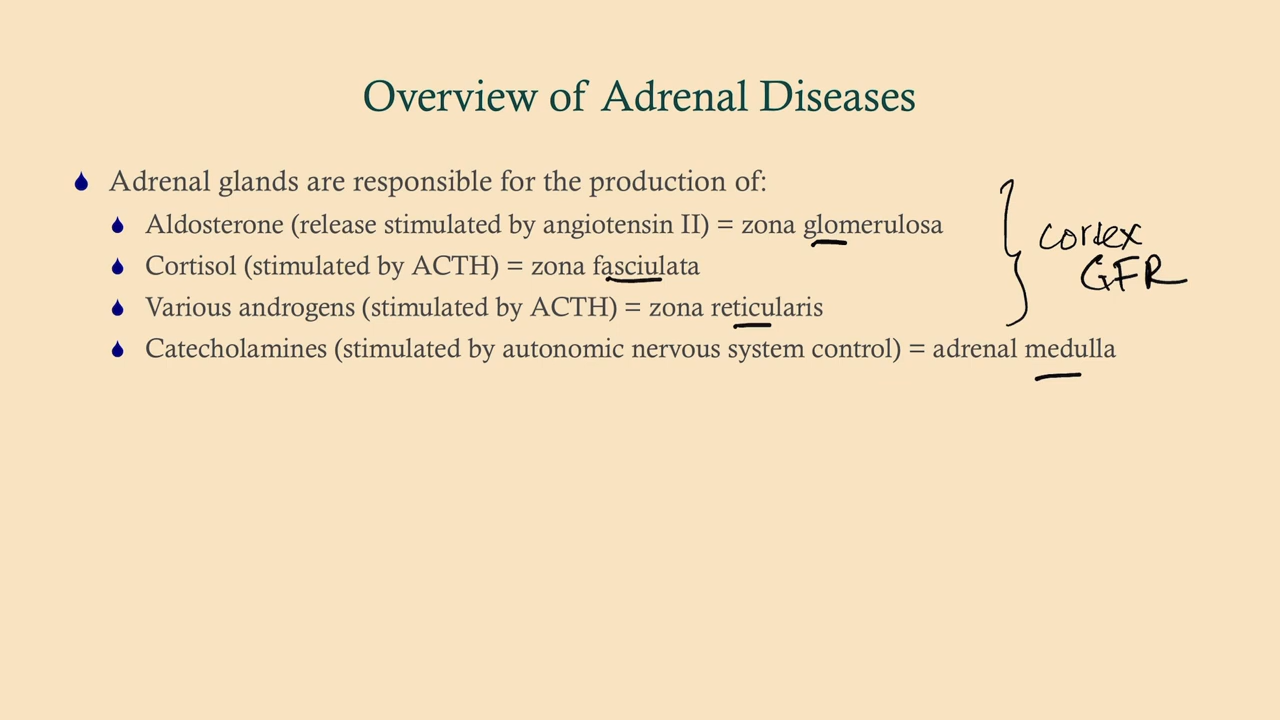 Overview of Adrenal Diseases
Adrenal glands are responsible for the production of:
Aldosterone (release stimulated by angiotensin II) = zona glomerulosa
Cortisol (stimulated by ACTH) = zona fasciulata
Various androgens (stimulated by ACTH) = zona reticularis
Catecholamines (stimulated by autonomic nervous system control) = adrenal medulla
cortex
GFR